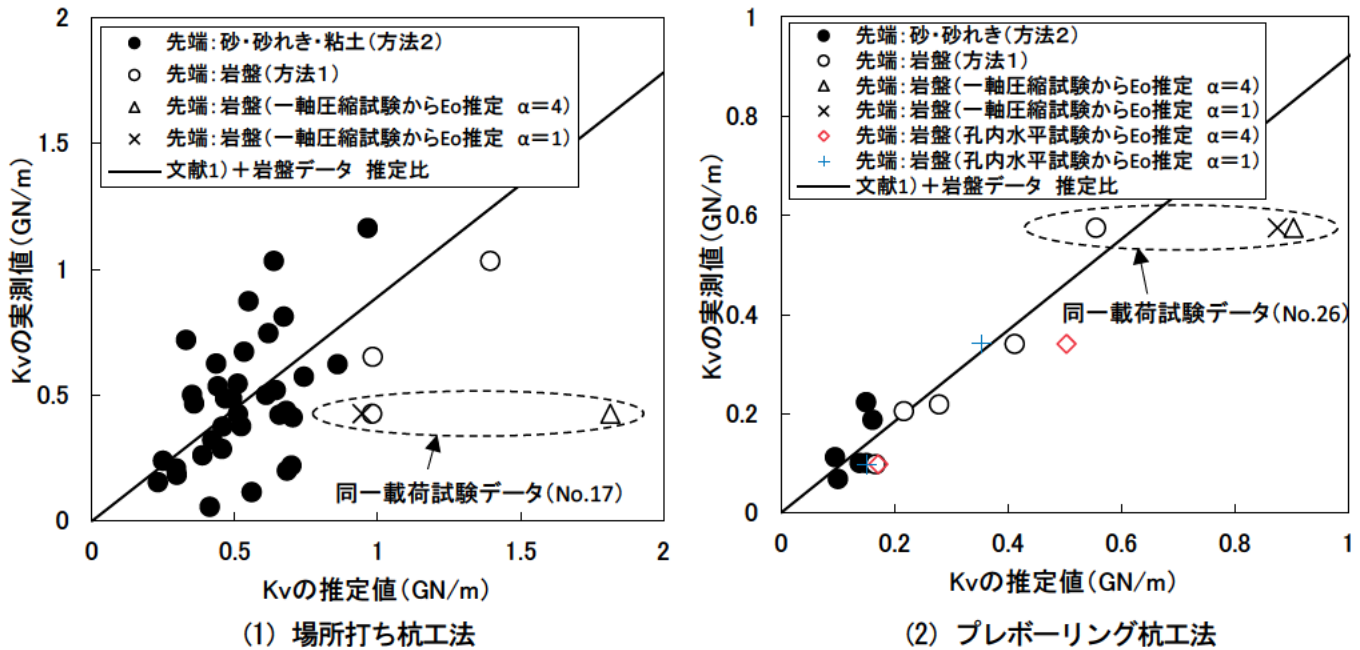 2
1.5
1
0.5
0
0
0.5
1
1.5
2
Kvの実測値(GN/m)
Kvの推定値(GN/m)
先端:砂・砂れき・粘土(方法2)
先端:岩盤(方法1)
先端:岩盤(一軸圧縮試験からEo推定 α=4)
先端:岩盤(一軸圧縮試験からEo推定 α=1)
文献1)+岩盤データ 推定比
同一載荷試験データ(No.17)
(1) 場所打ち杭工法
1
0.8
0.6
0.4
0.2
0
0
0.2
0.4
0.6
0.8
1
Kvの実測値(GN/m)
Kvの推定値(GN/m)
先端:砂・砂れき(方法2)
先端:岩盤(方法1)
先端:岩盤(一軸圧縮試験からEo推定 α=4)
先端:岩盤(一軸圧縮試験からEo推定 α=1)
先端:岩盤(孔内水平試験からEo推定 α=4)
先端:岩盤(孔内水平試験からEo推定 α=1)
文献1)+岩盤データ 推定比
同一載荷試験データ(No.26)
(2) プレボーリング杭工法